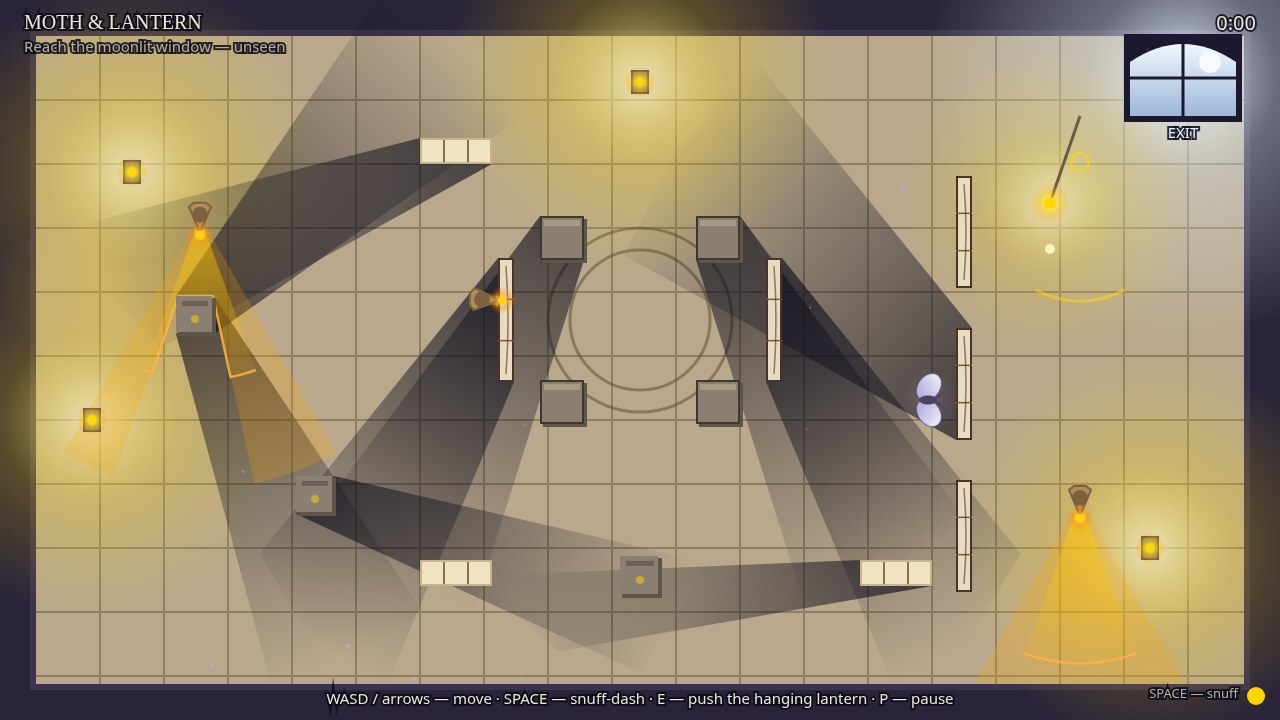 MOTH & LANTERN
0:00
Reach the moonlit window — unseen
EXIT
WASD / arrows — move · SPACE — snuff-dash · E — push the hanging lantern · P — pause
SPACE — snuff